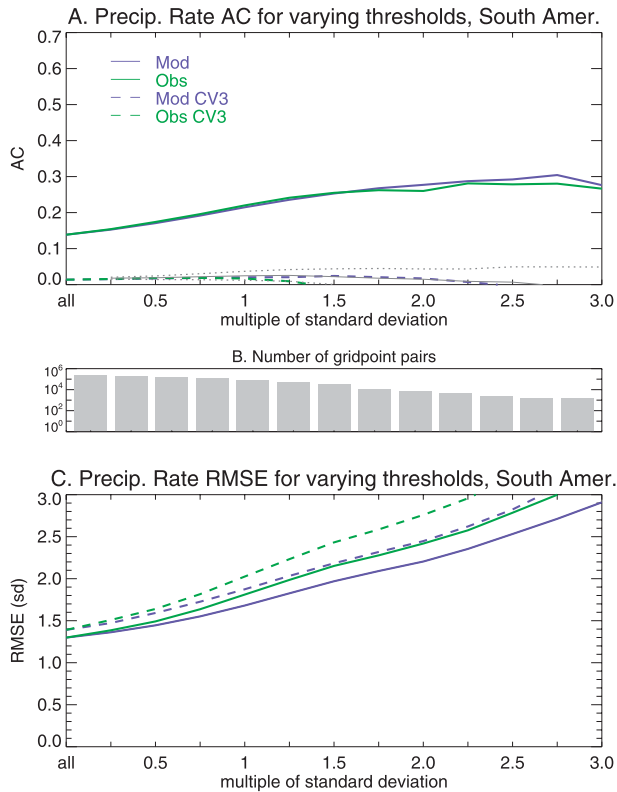 A. Precip. Rate AC for varying thresholds, South Amer.
0.7
0.6
0.5
0.4
0.3
0.2
0.1
0.0
AC
Mod
Obs
Mod CV3
Obs CV3
all 0.5 1 1.5 2.0 2.5 3.0
multiple of standard deviation
B. Number of gridpoint pairs
10^6
10^4
10^2
10^0
C. Precip. Rate RMSE for varying thresholds, South Amer.
3.0
2.5
2.0
1.5
1.0
0.5
0.0
RMSE (sd)
all 0.5 1 1.5 2.0 2.5 3.0
multiple of standard deviation